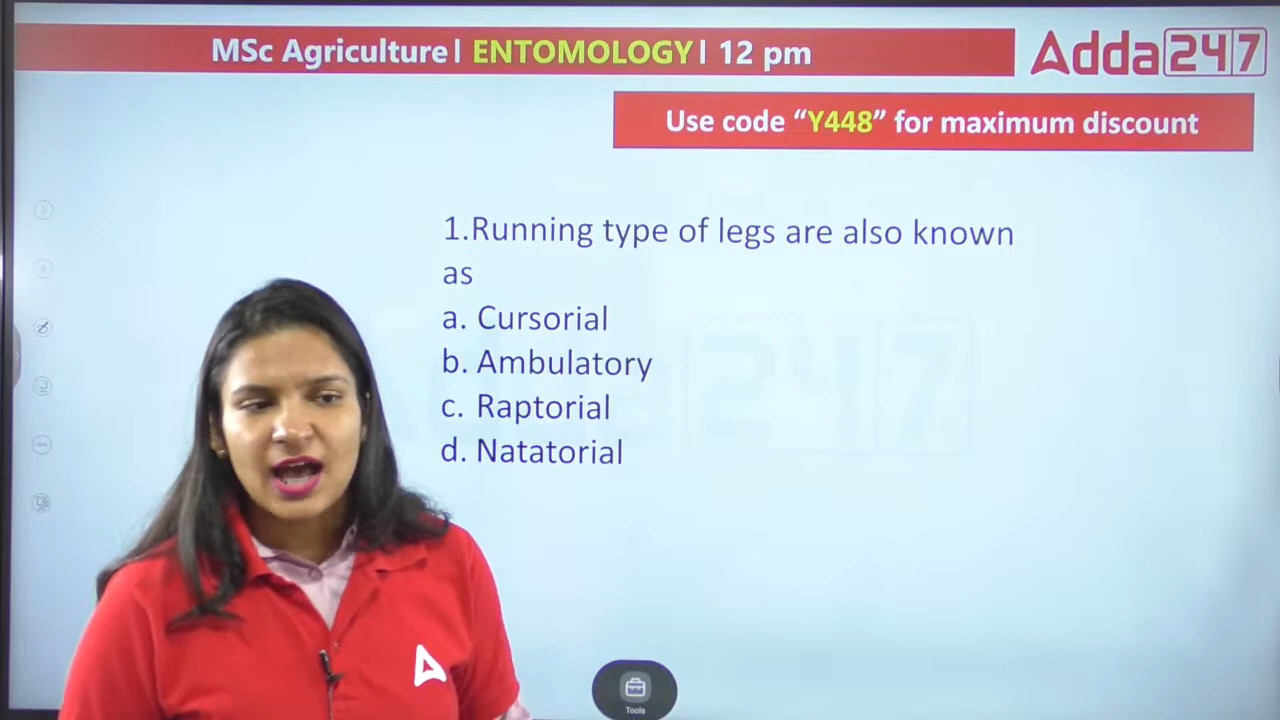 MSc Agriculture| ENTOMOLOGY| 12 pm
Adda247
Use code “Y448” for maximum discount
1.Running type of legs are also known
as
a. Cursorial
b. Ambulatory
c. Raptorial
d. Natatorial
Tools